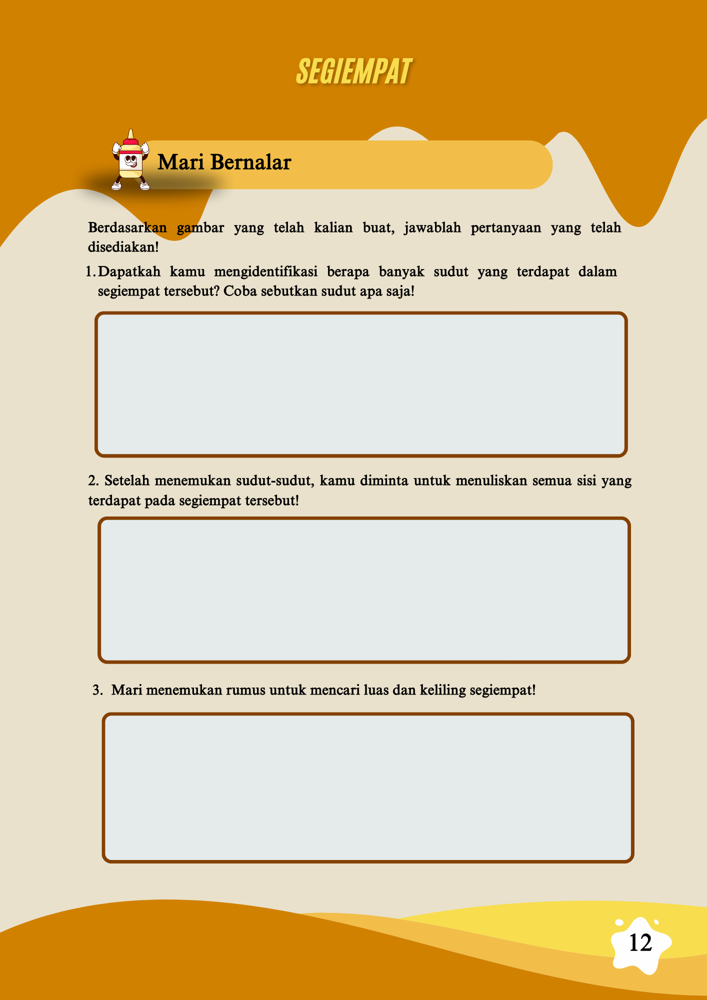 SEGIEMPAT
Mari Bernalar
Berdasarkan gambar yang telah kalian buat, jawablah pertanyaan yang telah
disediakan!
1. Dapatkah kamu mengidentifikasi berapa banyak sudut yang terdapat dalam
segiempat tersebut? Coba sebutkan sudut apa saja!
2. Setelah menemukan sudut-sudut, kamu diminta untuk menuliskan semua sisi yang
terdapat pada segiempat tersebut!
3. Mari menemukan rumus untuk mencari luas dan keliling segiempat!
12